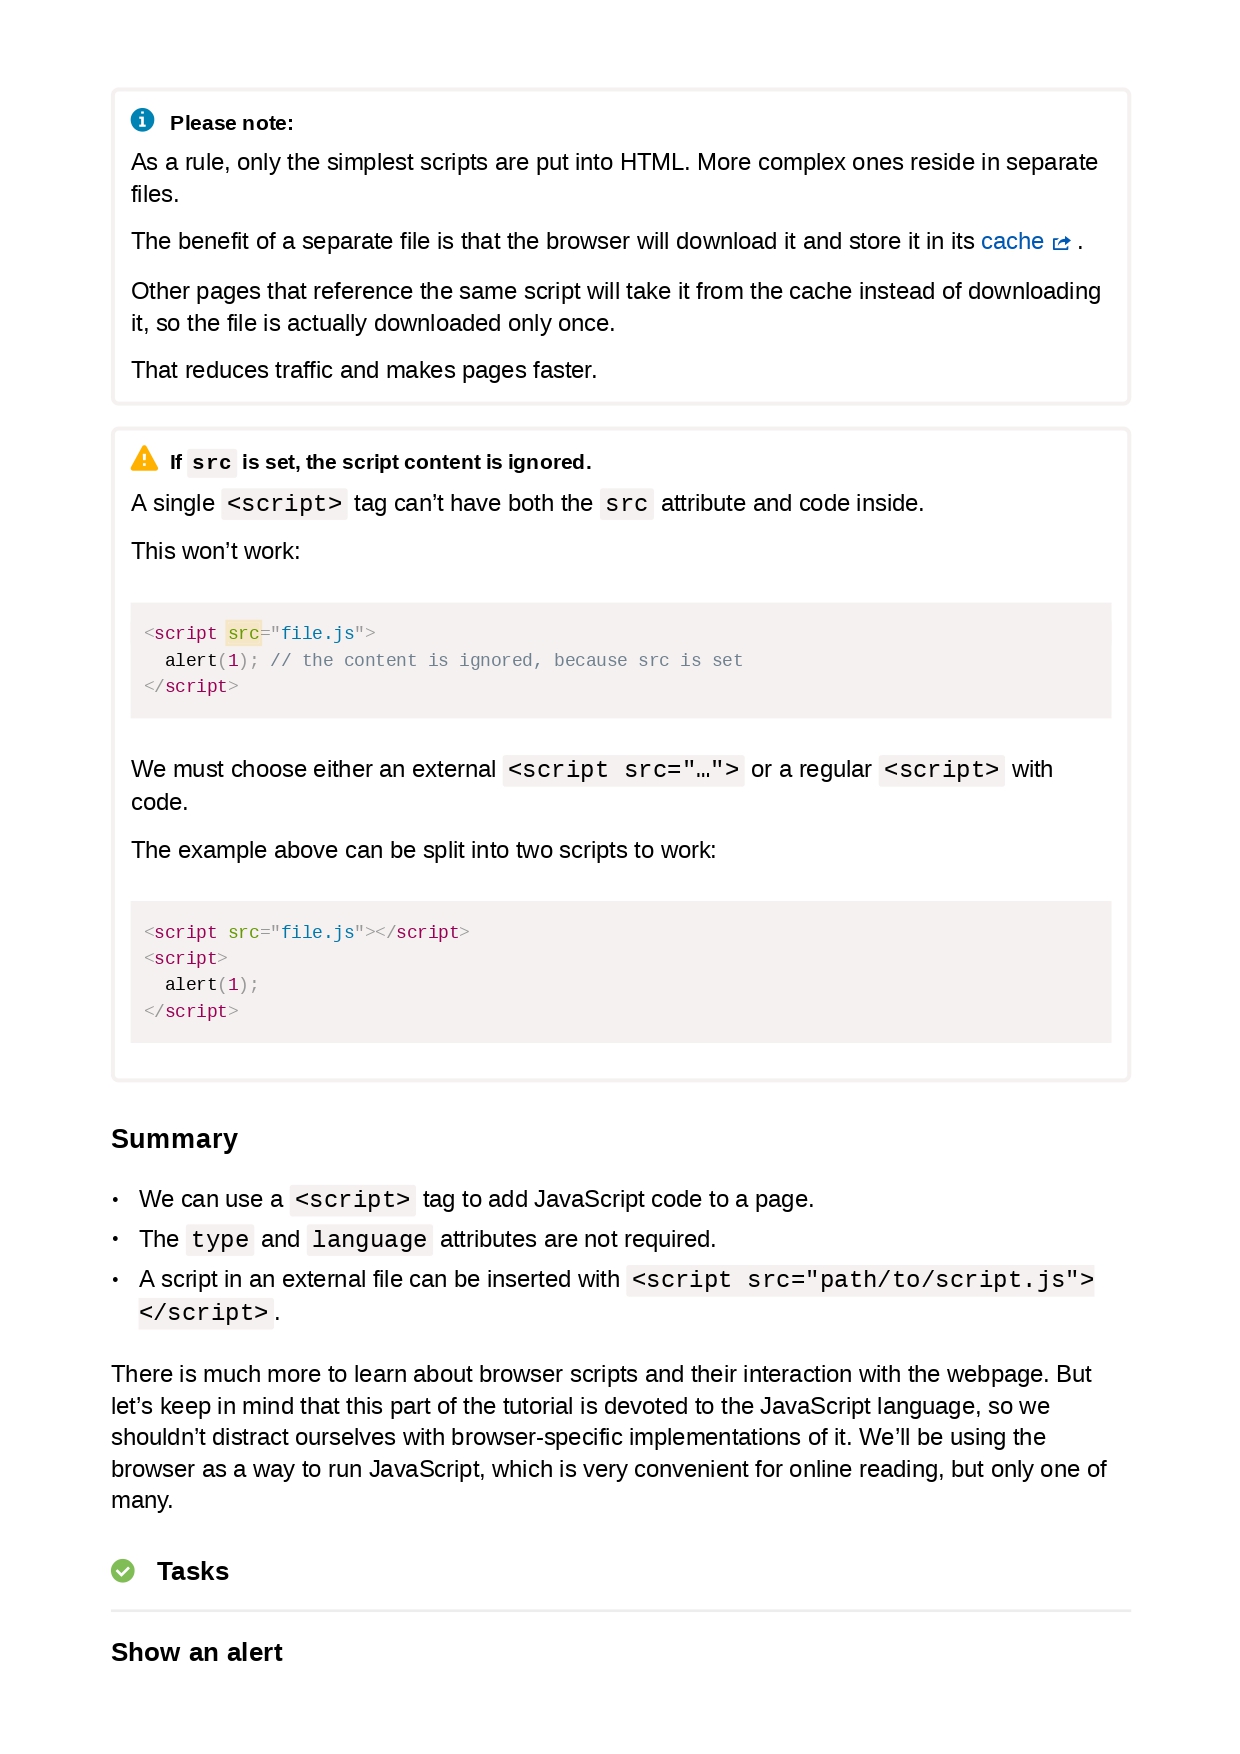 Please note:
As a rule, only the simplest scripts are put into HTML. More complex ones reside in separate
files.
The benefit of a separate file is that the browser will download it and store it in its cache .
Other pages that reference the same script will take it from the cache instead of downloading
it, so the file is actually downloaded only once.
That reduces traffic and makes pages faster.
If src is set, the script content is ignored.
A single <script> tag can’t have both the src attribute and code inside.
This won’t work:
<script src="file.js">
  alert(1); // the content is ignored, because src is set
</script>
We must choose either an external <script src="…"> or a regular <script> with
code.
The example above can be split into two scripts to work:
<script src="file.js"></script>
<script>
  alert(1);
</script>
Summary
• We can use a <script> tag to add JavaScript code to a page.
• The type and language attributes are not required.
• A script in an external file can be inserted with <script src="path/to/script.js">
</script>.
There is much more to learn about browser scripts and their interaction with the webpage. But
let’s keep in mind that this part of the tutorial is devoted to the JavaScript language, so we
shouldn’t distract ourselves with browser-specific implementations of it. We’ll be using the
browser as a way to run JavaScript, which is very convenient for online reading, but only one of
many.
Tasks
Show an alert